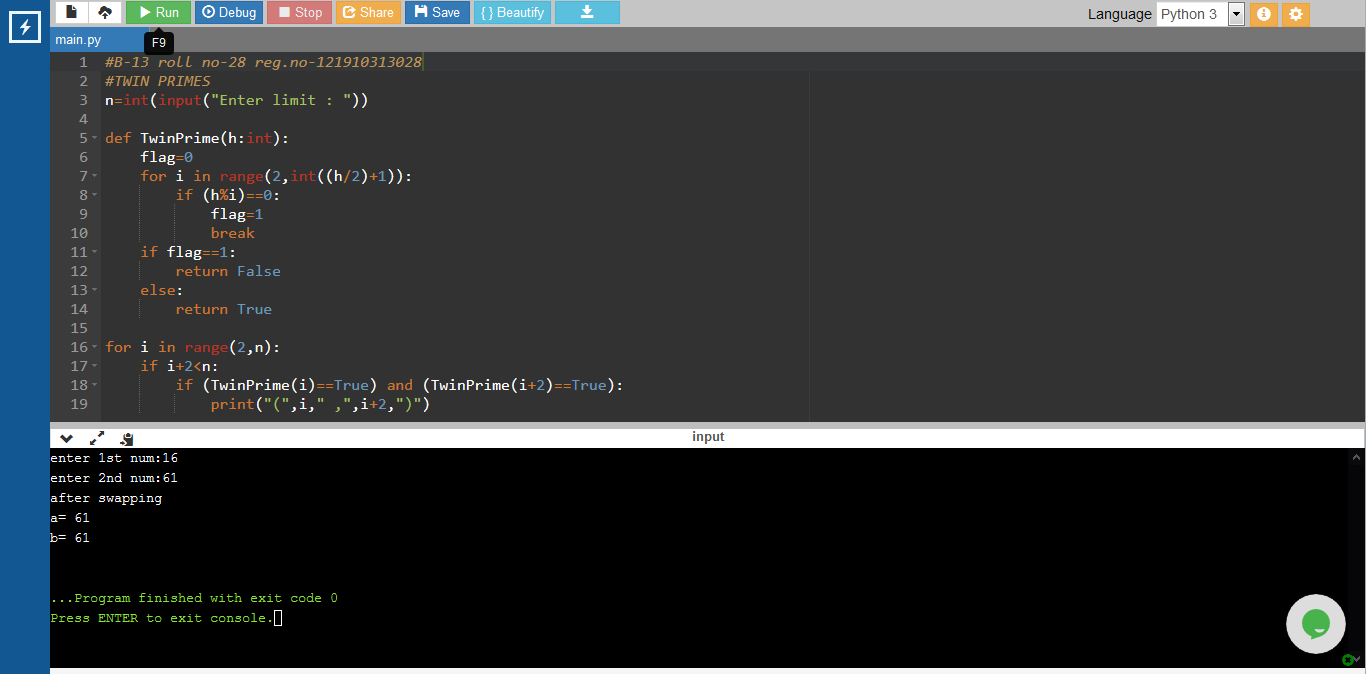 Run Debug Stop Share Save { } Beautify Language Python 3
main.py
F9
1 #B-13 roll no-28 reg.no-121910313028
2 #TWIN PRIMES
3 n=int(input("Enter limit : "))
4
5 def TwinPrime(h:int):
6     flag=0
7     for i in range(2,int((h/2)+1)):
8         if (h%i)==0:
9             flag=1
10             break
11     if flag==1:
12         return False
13     else:
14         return True
15
16 for i in range(2,n):
17     if i+2<n:
18         if (TwinPrime(i)==True) and (TwinPrime(i+2)==True):
19             print("(",i," ,",i+2,")")
input
enter 1st num:16
enter 2nd num:61
after swapping
a= 61
b= 61
...Program finished with exit code 0
Press ENTER to exit console.